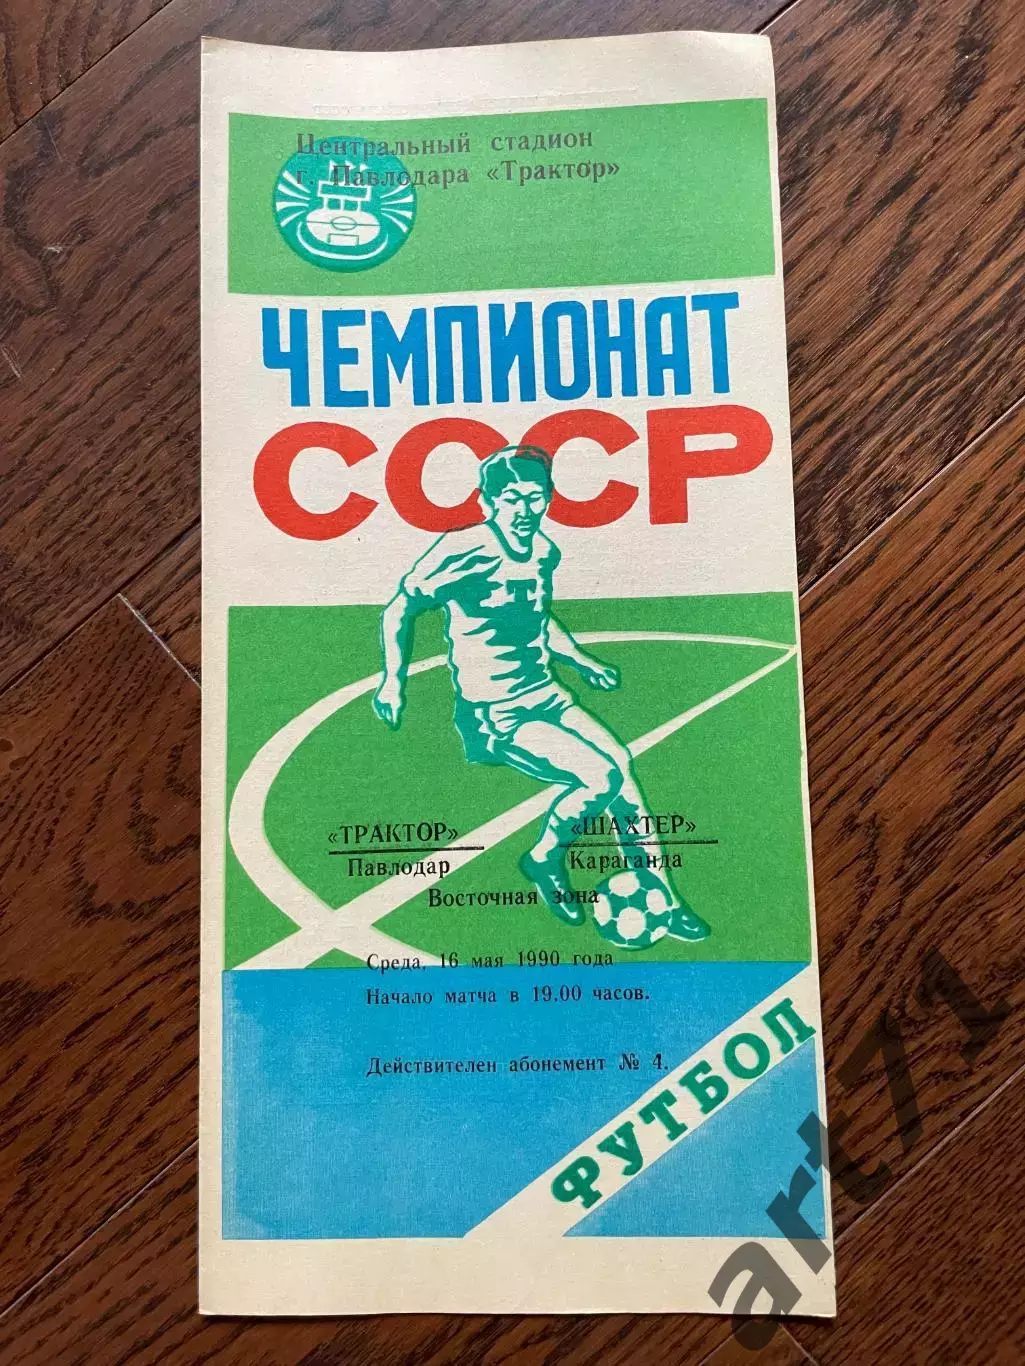 Центральный стадион
г. Павлодара «Трактор»
ЧЕМПИОНАТ
СССР
Т
«ТРАКТОР» «ШАХТЕР»
Павлодар Караганда
Восточная зона
Среда, 16 мая 1990 года
Начало матча в 19.00 часов.
Действителен абонемент № 4.
ФУТБОЛ
art71